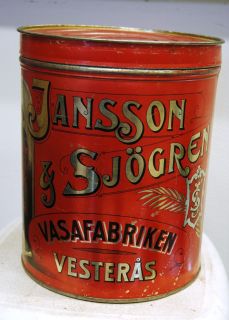 JANSSON
& SJÖGREN
VASAFABRIKEN
VESTERÅS